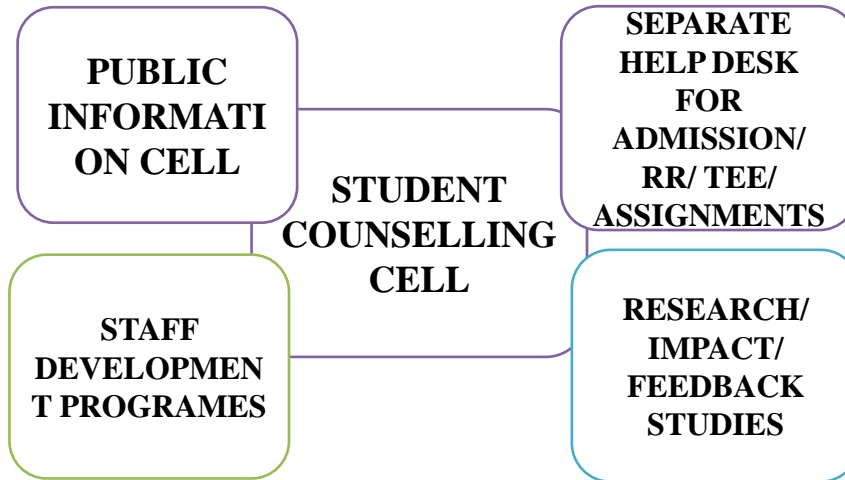 PUBLIC
INFORMATI
ON CELL
SEPARATE
HELP DESK
FOR
ADMISSION/
RR/ TEE/
ASSIGNMENTS
STUDENT
COUNSELLING
CELL
STAFF
DEVELOPMEN
T PROGRAMES
RESEARCH/
IMPACT/
FEEDBACK
STUDIES